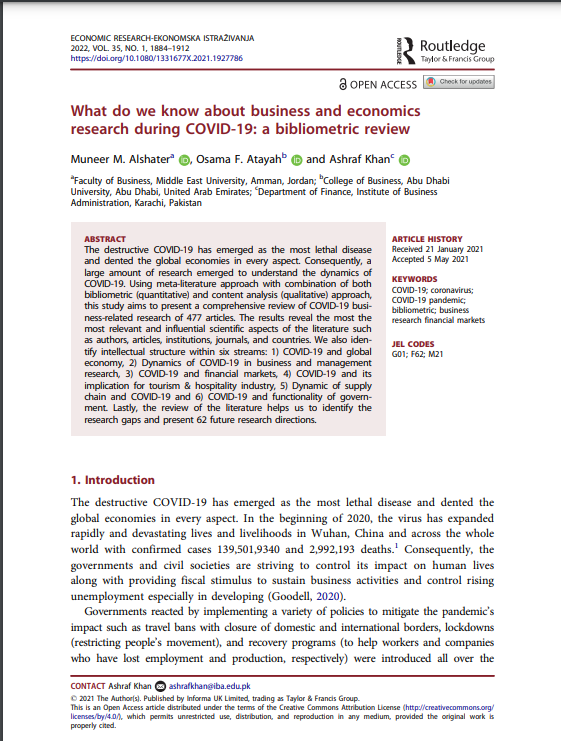 ECONOMIC RESEARCH-EKONOMSKA ISTRAŽIVANJA
2022, VOL. 35, NO. 1, 1884–1912
https://doi.org/10.1080/1331677X.2021.1927786
ROUTLEDGE
Routledge
Taylor & Francis Group
OPEN ACCESS
Check for updates
What do we know about business and economics
research during COVID-19: a bibliometric review
Muneer M. Alshater^a iD, Osama F. Atayah^b iD and Ashraf Khan^c iD
^aFaculty of Business, Middle East University, Amman, Jordan; ^bCollege of Business, Abu Dhabi
University, Abu Dhabi, United Arab Emirates; ^cDepartment of Finance, Institute of Business
Administration, Karachi, Pakistan
ABSTRACT
The destructive COVID-19 has emerged as the most lethal disease
and dented the global economies in every aspect. Consequently, a
large amount of research emerged to understand the dynamics of
COVID-19. Using meta-literature approach with combination of both
bibliometric (quantitative) and content analysis (qualitative) approach,
this study aims to present a comprehensive review of COVID-19 busi-
ness-related research of 477 articles. The results reveal the most the
most relevant and influential scientific aspects of the literature such
as authors, articles, institutions, journals, and countries. We also iden-
tify intellectual structure within six streams: 1) COVID-19 and global
economy, 2) Dynamics of COVID-19 in business and management
research, 3) COVID-19 and financial markets, 4) COVID-19 and its
implication for tourism & hospitality industry, 5) Dynamic of supply
chain and COVID-19 and 6) COVID-19 and functionality of govern-
ment. Lastly, the review of the literature helps us to identify the
research gaps and present 62 future research directions.
ARTICLE HISTORY
Received 21 January 2021
Accepted 5 May 2021
KEYWORDS
COVID-19; coronavirus;
COVID-19 pandemic;
bibliometric; business
research financial markets
JEL CODES
G01; F62; M21
1. Introduction
The destructive COVID-19 has emerged as the most lethal disease and dented the
global economies in every aspect. In the beginning of 2020, the virus has expanded
rapidly and devastating lives and livelihoods in Wuhan, China and across the whole
world with confirmed cases 139,501,9340 and 2,992,193 deaths.¹ Consequently, the
governments and civil societies are striving to control its impact on human lives
along with providing fiscal stimulus to sustain business activities and control rising
unemployment especially in developing (Goodell, 2020).
Governments reacted by implementing a variety of policies to mitigate the pandemic's
impact such as travel bans with closure of domestic and international borders, lockdowns
(restricting people's movement), and recovery programs (to help workers and companies
who have lost employment and production, respectively) were introduced all over the
CONTACT Ashraf Khan ashrafkhan@iba.edu.pk
© 2021 The Author(s). Published by Informa UK Limited, trading as Taylor & Francis Group.
This is an Open Access article distributed under the terms of the Creative Commons Attribution License (http://creativecommons.org/
licenses/by/4.0/), which permits unrestricted use, distribution, and reproduction in any medium, provided the original work is
properly cited.